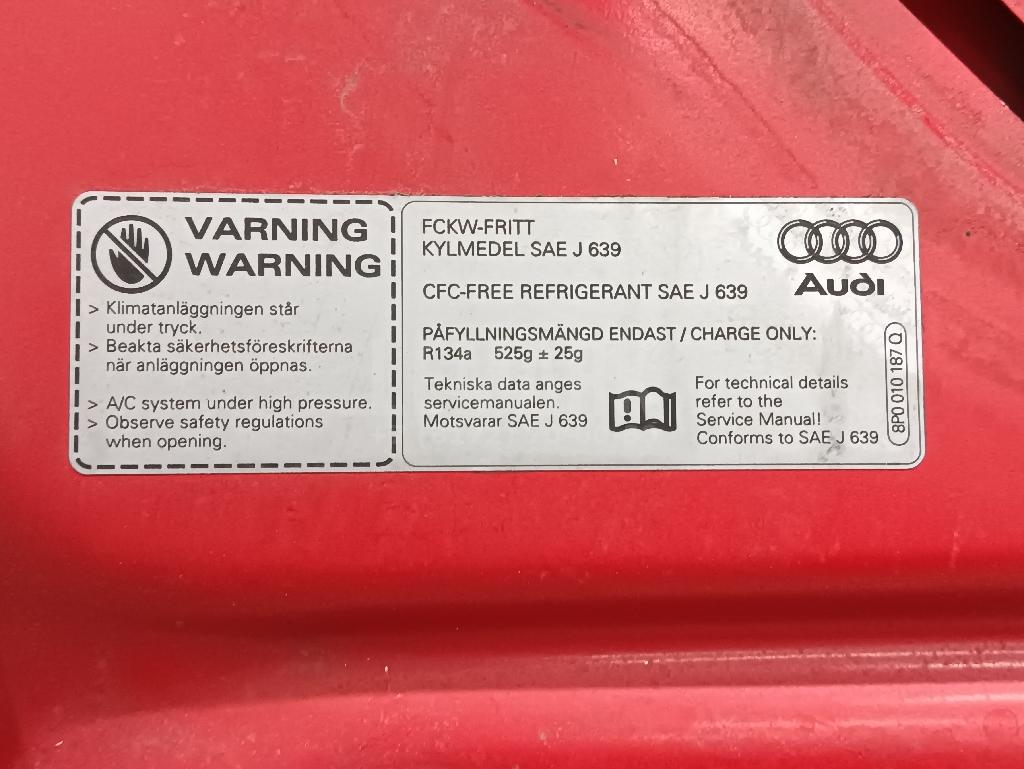 VARNING
WARNING
> Klimatanläggningen står
under tryck.
> Beakta säkerhetsföreskrifterna
när anläggningen öppnas.
> A/C system under high pressure.
> Observe safety regulations
when opening.
FCKW-FRITT
KYLMEDEL SAE J 639
CFC-FREE REFRIGERANT SAE J 639
PÅFYLLNINGSMÄNGD ENDAST / CHARGE ONLY:
R134a 525g ± 25g
Tekniska data anges
servicemanualen.
Motsvarar SAE J 639
For technical details
refer to the
Service Manual!
Conforms to SAE J 639
Audi
8P0 010 187 Q